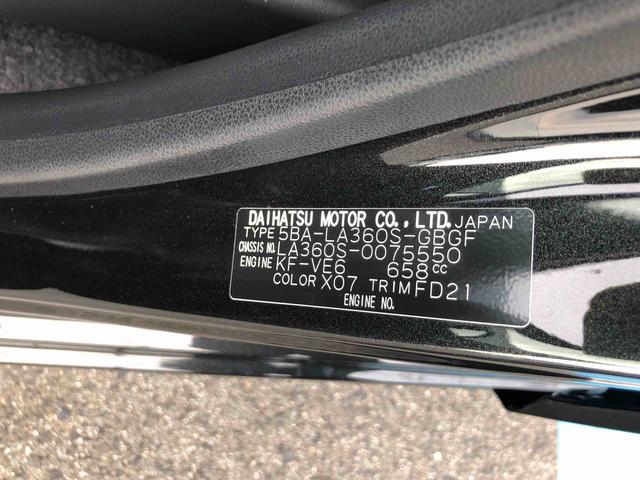 DAIHATSU MOTOR CO., LTD. JAPAN
TYPE 5BA-LA360S-GBGF
CHASSIS NO. LA360S-0075550
ENGINE KF-VE6 658CC
COLOR X07 TRIM FD21
ENGINE NO.